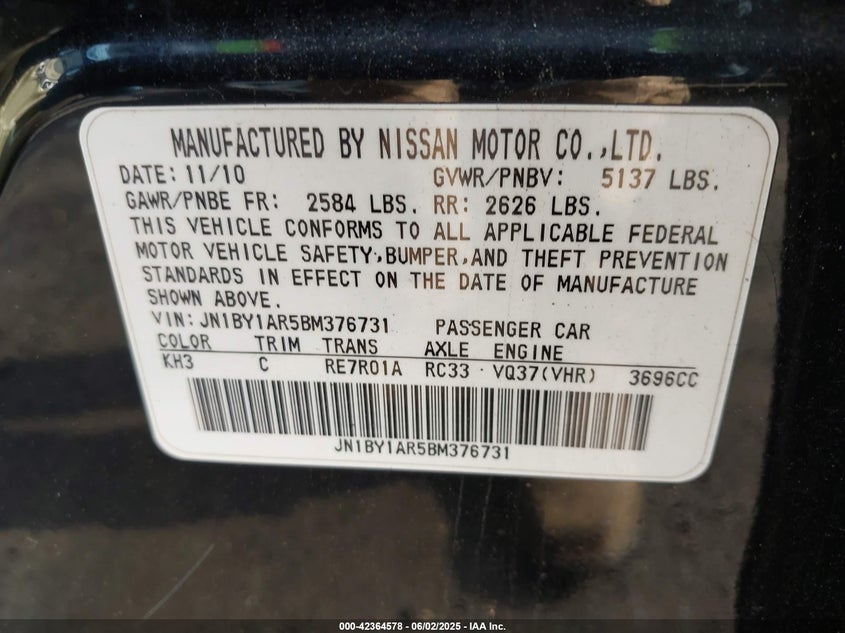 MANUFACTURED BY NISSAN MOTOR CO.,LTD.
DATE: 11/10 GVWR/PNBV: 5137 LBS.
GAWR/PNBE FR: 2584 LBS. RR: 2626 LBS.
THIS VEHICLE CONFORMS TO ALL APPLICABLE FEDERAL
MOTOR VEHICLE SAFETY,BUMPER,AND THEFT PREVENTION
STANDARDS IN EFFECT ON THE DATE OF MANUFACTURE
SHOWN ABOVE.
VIN: JN1BY1AR5BM376731 PASSENGER CAR
COLOR TRIM TRANS AXLE ENGINE
KH3 C RE7R01A RC33 VQ37(VHR) 3696CC
JN1BY1AR5BM376731
000-42364578 - 06/02/2025 - IAA Inc.